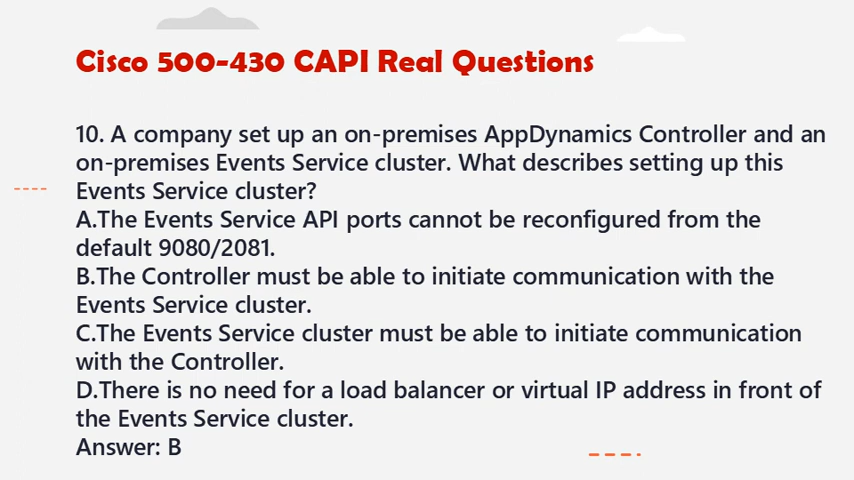 Cisco 500-430 CAPI Real Questions
10. A company set up an on-premises AppDynamics Controller and an
on-premises Events Service cluster. What describes setting up this
Events Service cluster?
A.The Events Service API ports cannot be reconfigured from the
default 9080/2081.
B.The Controller must be able to initiate communication with the
Events Service cluster.
C.The Events Service cluster must be able to initiate communication
with the Controller.
D.There is no need for a load balancer or virtual IP address in front of
the Events Service cluster.
Answer: B